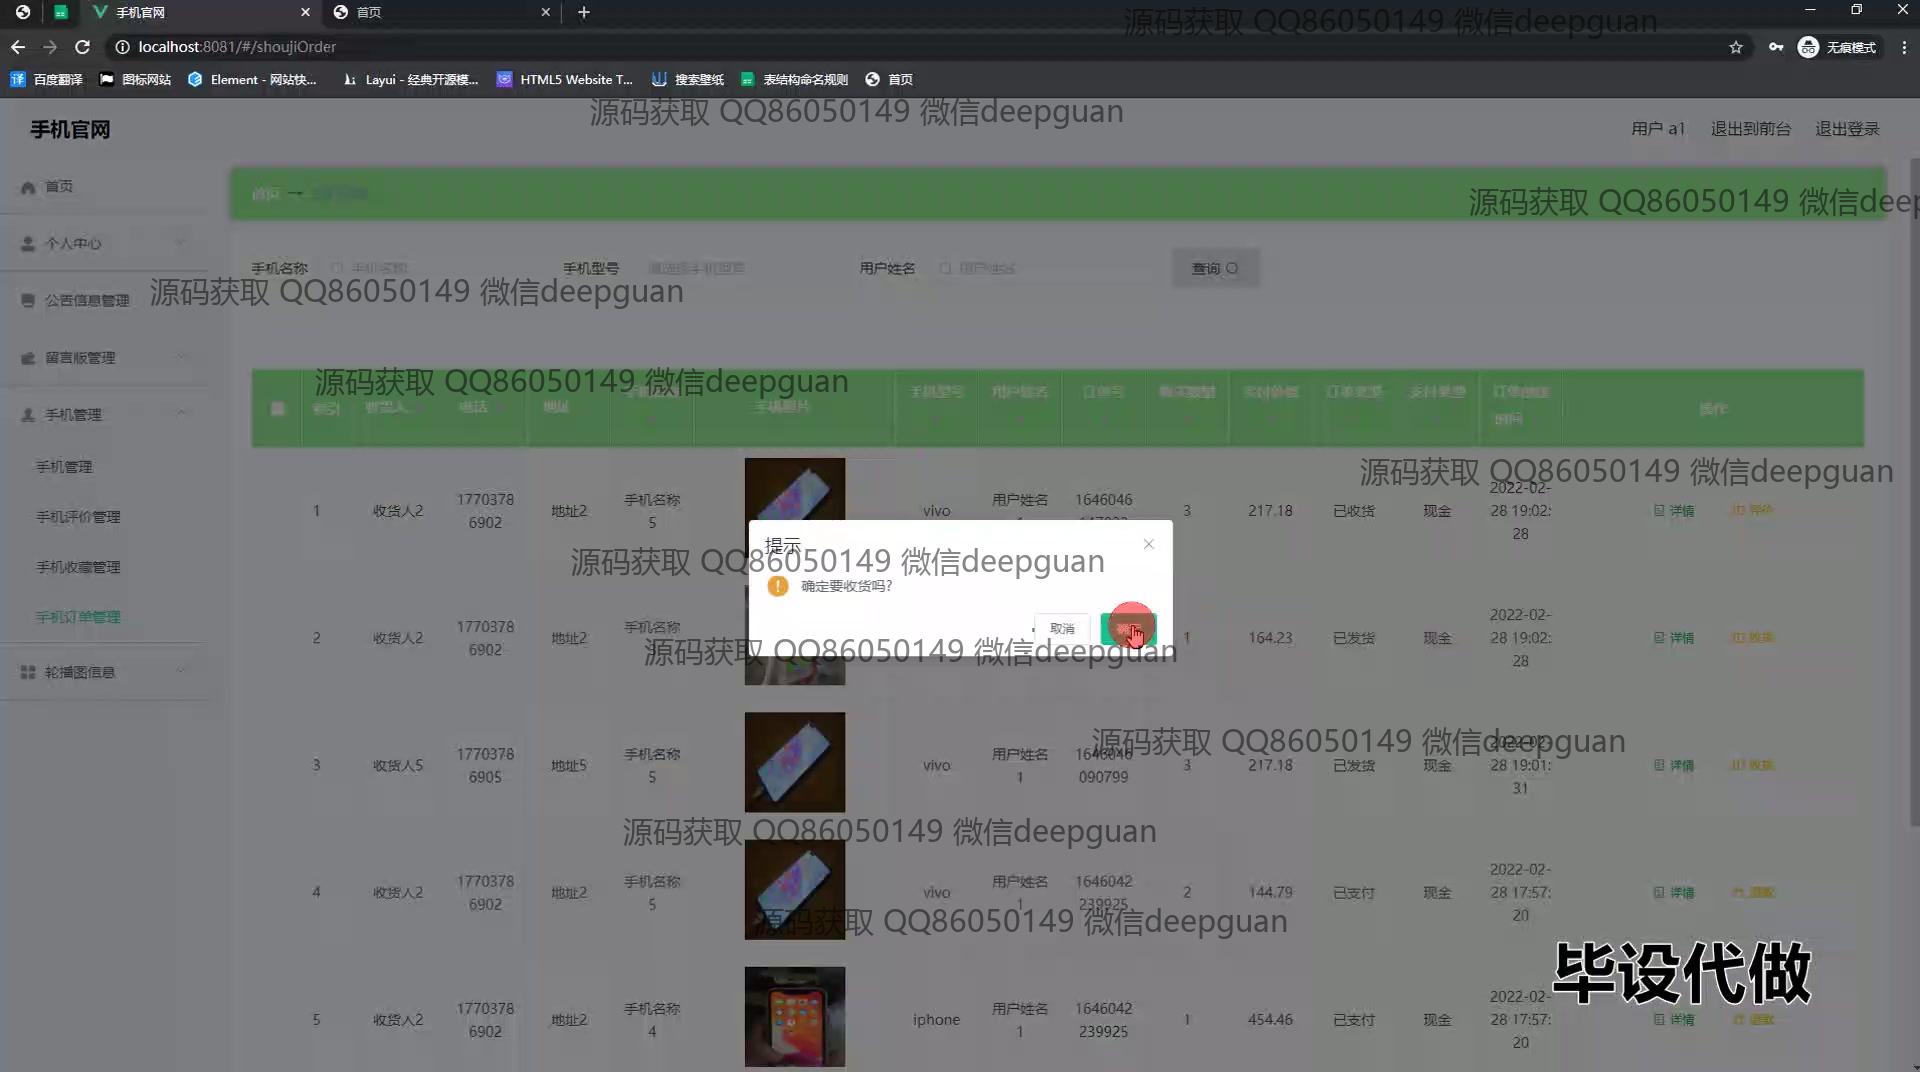 手机官网
首页
localhost:8081/#/shoujiOrder
无痕模式
百度翻译
图标网站
Element - 网站快...
Layui - 经典开源模...
HTML5 Website T...
搜索壁纸
表结构命名规则
首页
源码获取 QQ86050149 微信deepguan
源码获取 QQ86050149 微信deepguan
手机官网
用户 a1
退出到前台
退出登录
首页
首页 →
源码获取 QQ86050149 微信deep
个人中心
手机名称
手机名称
手机型号
请选择手机型号
用户姓名
用户姓名
查询
公告信息管理
源码获取 QQ86050149 微信deepguan
留言版管理
源码获取 QQ86050149 微信deepguan
索引
收货人
电话
地址
手机照片
手机型号
用户姓名
订单号
购买数量
实付价格
订单类型
支付类型
订单创建时间
操作
手机管理
手机管理
手机评价管理
手机收藏管理
手机订单管理
轮播图信息
源码获取 QQ86050149 微信deepguan
1 收货人2 17703786902 地址2 手机名称5 vivo 用户姓名 1646046 3 217.18 已收货 现金 2022-02-28 19:02:28 详情 评价
提示
源码获取 QQ86050149 微信deepguan
确定要收货吗?
取消
2 收货人2 17703786902 地址2 手机名称 1 164.23 已发货 现金 2022-02-28 19:02:28 详情 收货
源码获取 QQ86050149 微信deepguan
源码获取 QQ86050149 微信deepguan
3 收货人5 17703786905 地址5 手机名称5 vivo 用户姓名1 1646046090799 3 217.18 已发货 现金 2022-02-28 19:01:31 详情 收货
源码获取 QQ86050149 微信deepguan
4 收货人2 17703786902 地址2 手机名称5 vivo 用户姓名1 1646042239925 2 144.79 已支付 现金 2022-02-28 17:57:20 详情 退款
源码获取 QQ86050149 微信deepguan
毕设代做
5 收货人2 17703786902 地址2 手机名称4 iphone 用户姓名1 1646042239925 1 454.46 已支付 现金 2022-02-28 17:57:20 详情 退款